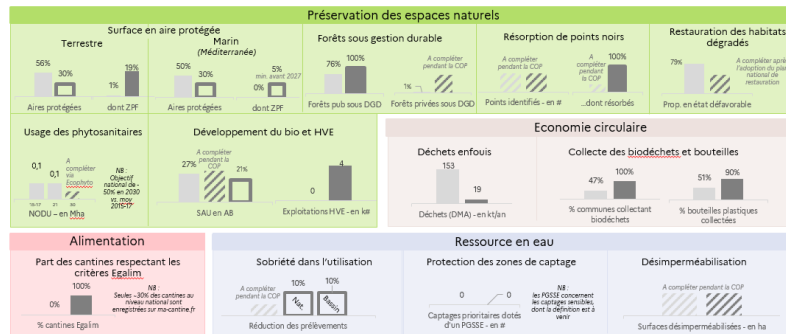 Préservation des espaces naturels
Surface en aire protégée
Terrestre
56%
30%
Aires protégées
1%
19%
dont ZPF
Marin
(Méditerranée)
50%
30%
Aires protégées
0%
5%
min. avant 2027
dont ZPF
Forêts sous gestion durable
76%
100%
Forêts pub sous DGD
1%
A compléter
pendant la COP
Forêts privées sous DGD
Résorption de points noirs
A compléter
pendant la COP
Points identifiés - en #
A compléter
pendant la COP
100%
...dont résorbés
Restauration des habitats
dégradés
79%
A compléter après
l'adoption du plan
national de
restauration
Prop. en état défavorable
Usage des phytosanitaires
0,1
0,1
A
compléter
via
Ecophyto
NB :
Objectif
national de -
50% en 2030
vs. moy
2015-17
15-17
21
30
NODU – en Mha
Développement du bio et HVE
27%
A compléter
pendant la COP
21%
SAU en AB
0
4
Exploitations HVE - en k#
Economie circulaire
Déchets enfouis
153
19
Déchets (DMA) - en kt/an
Collecte des biodéchets et bouteilles
47%
100%
% communes collectant
biodéchets
51%
90%
% bouteilles plastiques
collectées
Alimentation
Part des cantines respectant les
critères Egalim
0%
100%
% cantines Egalim
NB :
Seules ~30% des cantines au
niveau national sont
enregistrées sur ma-cantine.fr
Ressource en eau
Sobriété dans l'utilisation
A compléter
pendant la COP
10%
Nat.
10%
Bassin
Réduction des prélèvements
Protection des zones de captage
0
0
Captages prioritaires dotés
d'un PGSSE - en #
NB :
les PGSSE concernent
les captages sensibles,
dont la définition est à
venir
Désimperméabilisation
A compléter pendant la COP
Surfaces désimperméabilisées - en ha